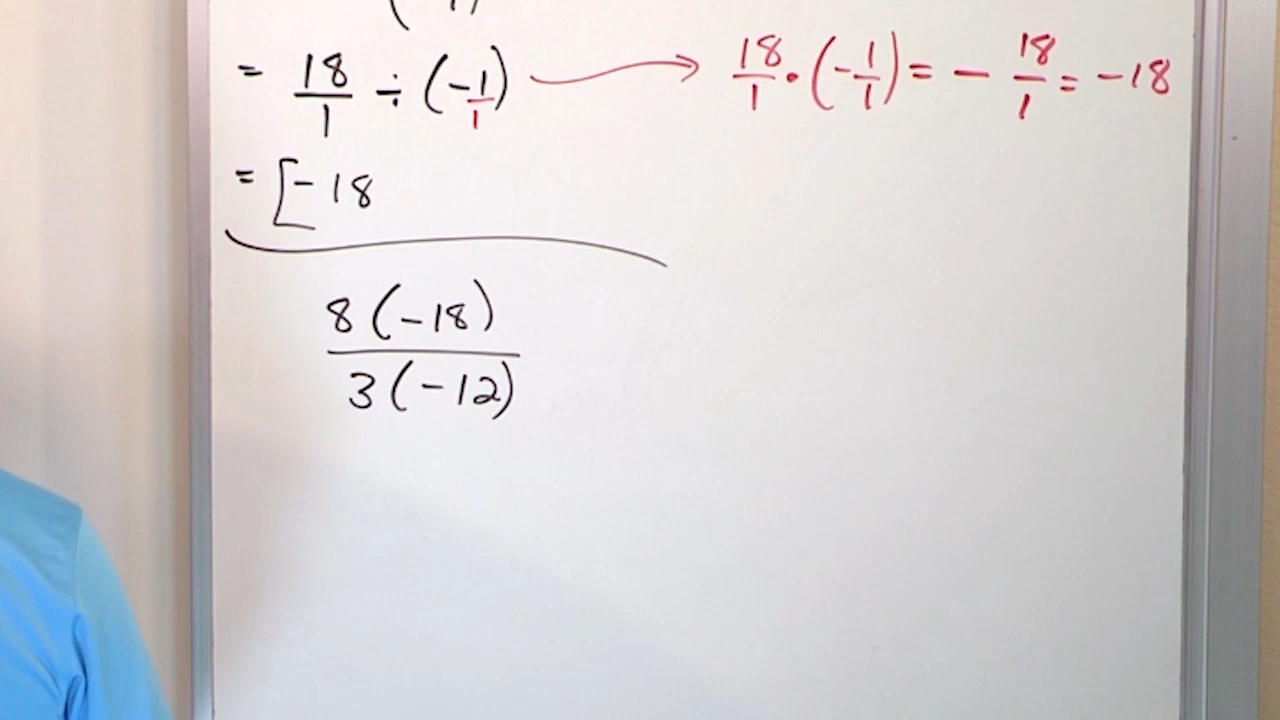 = 18/1 ÷ (-1/1) → 18/1 · (-1/1) = - 18/1 = -18
= [-18
8(-18)
3(-12)